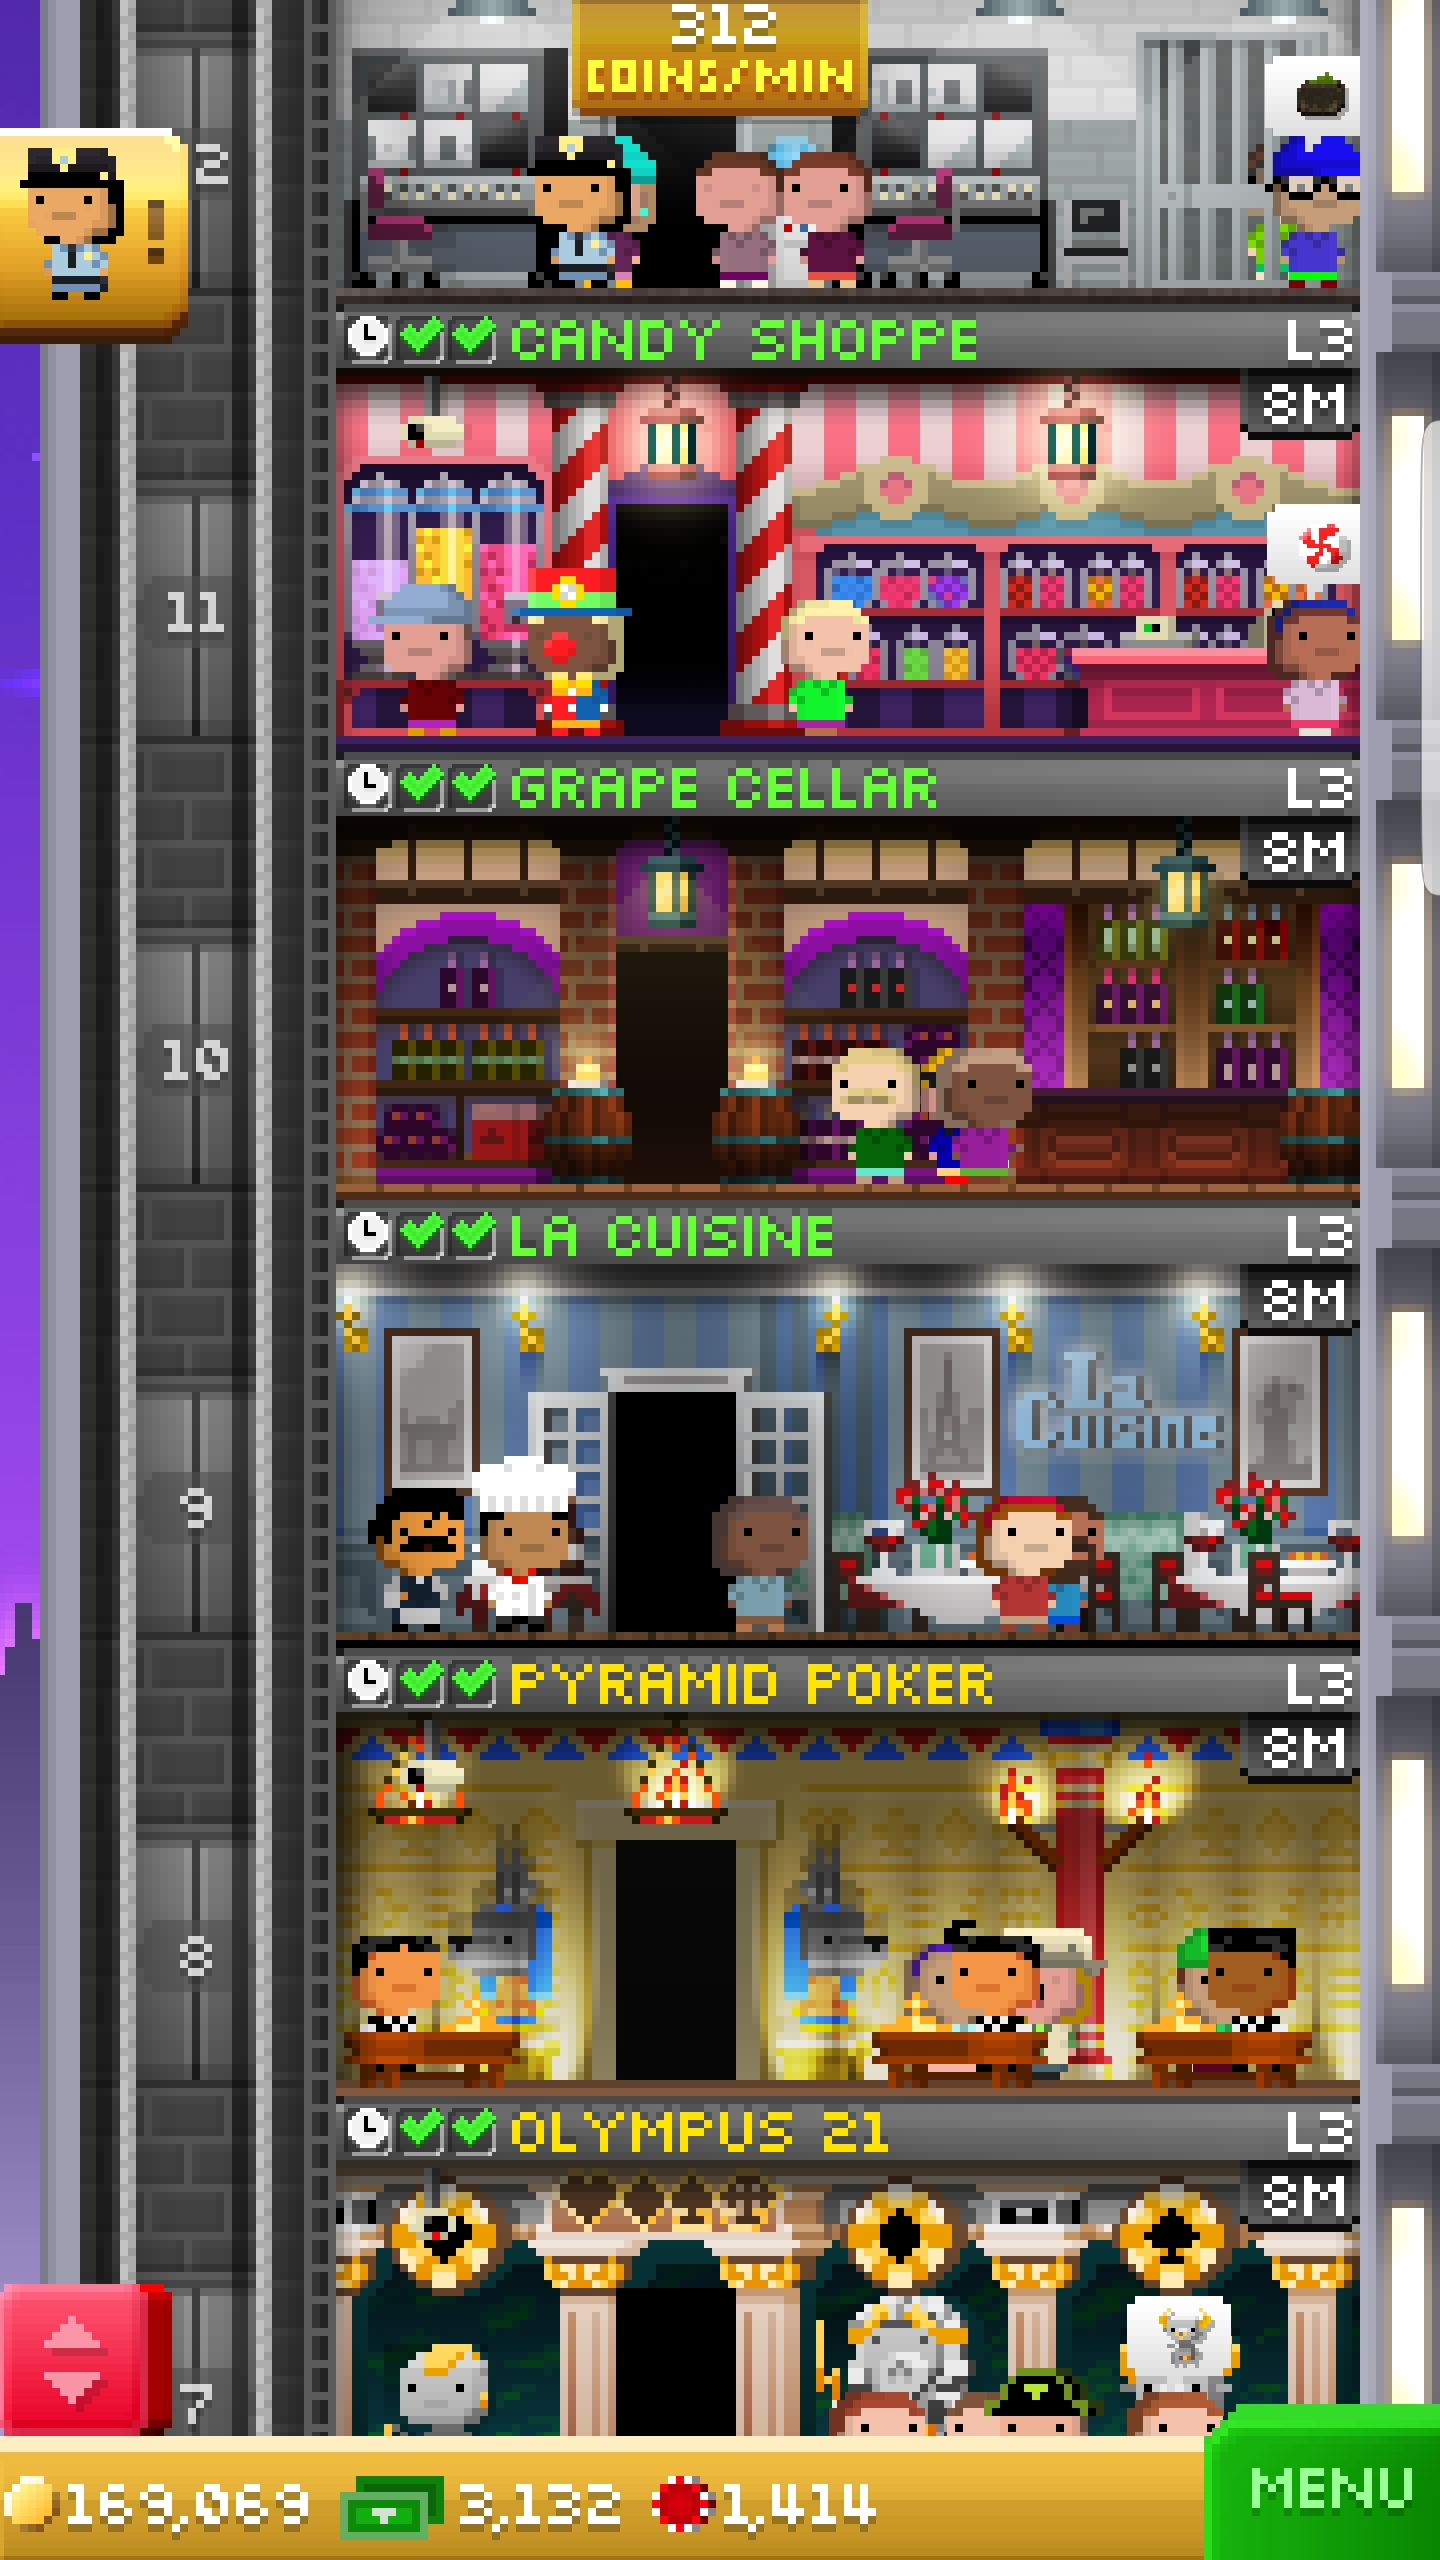 312
COINS/MIN
2
CANDY SHOPPE L3
8M
11
GRAPE CELLAR L3
8M
10
LA CUISINE L3
8M
La
Cuisine
9
PYRAMID POKER L3
8M
8
OLYMPUS 21 L3
8M
7
169,069 3,132 1,414
MENU